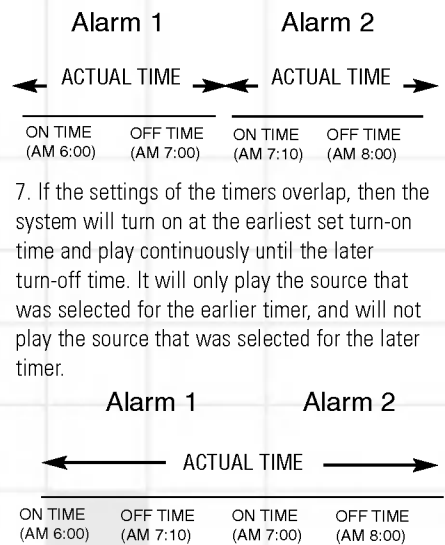 Alarm 1 Alarm 2
ACTUAL TIME ACTUAL TIME
ON TIME OFF TIME ON TIME OFF TIME
(AM 6:00) (AM 7:00) (AM 7:10) (AM 8:00)
7. If the settings of the timers overlap, then the
system will turn on at the earliest set turn-on
time and play continuously until the later
turn-off time. It will only play the source that
was selected for the earlier timer, and will not
play the source that was selected for the later
timer.
Alarm 1 Alarm 2
ACTUAL TIME
ON TIME OFF TIME ON TIME OFF TIME
(AM 6:00) (AM 7:10) (AM 7:00) (AM 8:00)